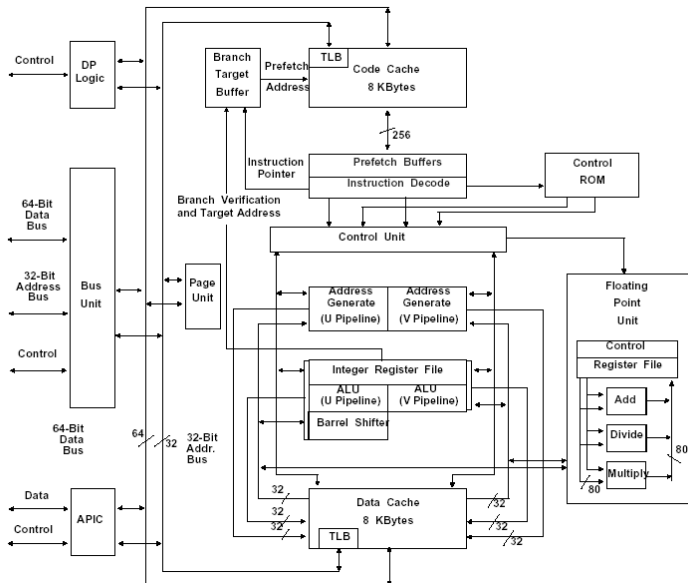 Control
DP
Logic
Branch
Target
Buffer
Prefetch
Address
TLB
Code Cache
8 KBytes
256
Instruction
Pointer
Prefetch Buffers
Instruction Decode
Control
ROM
Branch Verification
and Target Address
Control Unit
64-Bit
Data
Bus
32-Bit
Address
Bus
Control
Bus
Unit
Page
Unit
Address
Generate
(U Pipeline)
Address
Generate
(V Pipeline)
Floating
Point
Unit
Control
Register File
Add
Divide
Multiply
80
80
Integer Register File
ALU
(U Pipeline)
ALU
(V Pipeline)
Barrel Shifter
64-Bit
Data
Bus
64
32
32-Bit
Addr.
Bus
32
32
32
32
32
32
Data Cache
8 KBytes
TLB
Data
Control
APIC